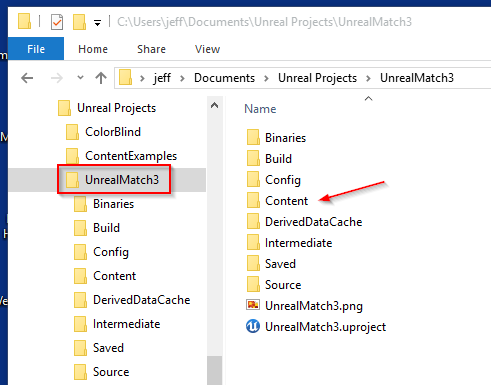 C:\Users\jeff\Documents\Unreal Projects\UnrealMatch3
File
Home
Share
View
jeff
Documents
Unreal Projects
UnrealMatch3
Unreal Projects
ColorBlind
ContentExamples
UnrealMatch3
Binaries
Build
Config
Content
DerivedDataCache
Intermediate
Saved
Source
Name
Binaries
Build
Config
Content
DerivedDataCache
Intermediate
Saved
Source
UnrealMatch3.png
UnrealMatch3.uproject